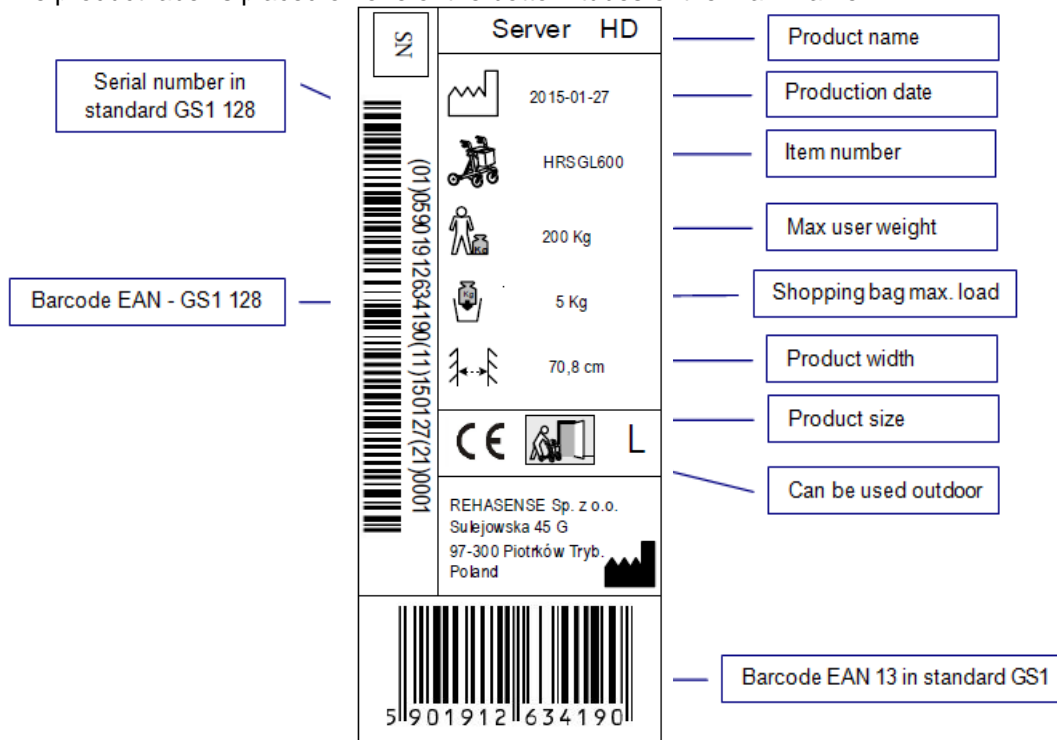 Server HD
Product name
SN
Serial number in
standard GS1 128
2015-01-27
Production date
HRSGL600
Item number
(01)05901912634190(11)150127(21)0001
Kg
200 Kg
Max user weight
Barcode EAN - GS1 128
Kg
5 Kg
Shopping bag max. load
70,8 cm
Product width
Product size
CE
L
Can be used outdoor
REHASENSE Sp. z o.o.
Sulejowska 45 G
97-300 Piotrków Tryb.
Poland
Barcode EAN 13 in standard GS1
5 901912 634190